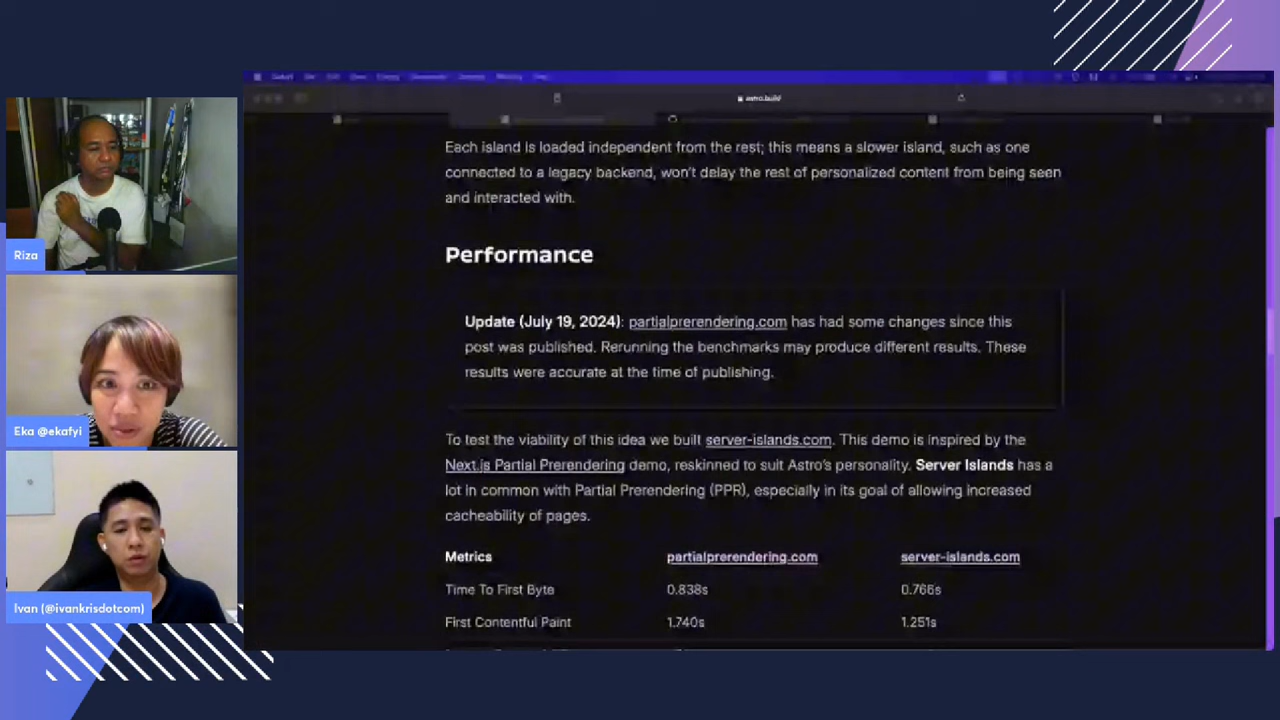 astro.build
Each island is loaded independent from the rest; this means a slower island, such as one
connected to a legacy backend, won't delay the rest of personalized content from being seen
and interacted with.
Performance
Update (July 19, 2024): partialprerendering.com has had some changes since this
post was published. Rerunning the benchmarks may produce different results. These
results were accurate at the time of publishing.
To test the viability of this idea we built server-islands.com. This demo is inspired by the
Next.js Partial Prerendering demo, reskinned to suit Astro's personality. Server Islands has a
lot in common with Partial Prerendering (PPR), especially in its goal of allowing increased
cacheability of pages.
Metrics partialprerendering.com server-islands.com
Time To First Byte 0.838s 0.766s
First Contentful Paint 1.740s 1.251s
Riza
Eka @ekafyi
Ivan (@ivankrisdotcom)